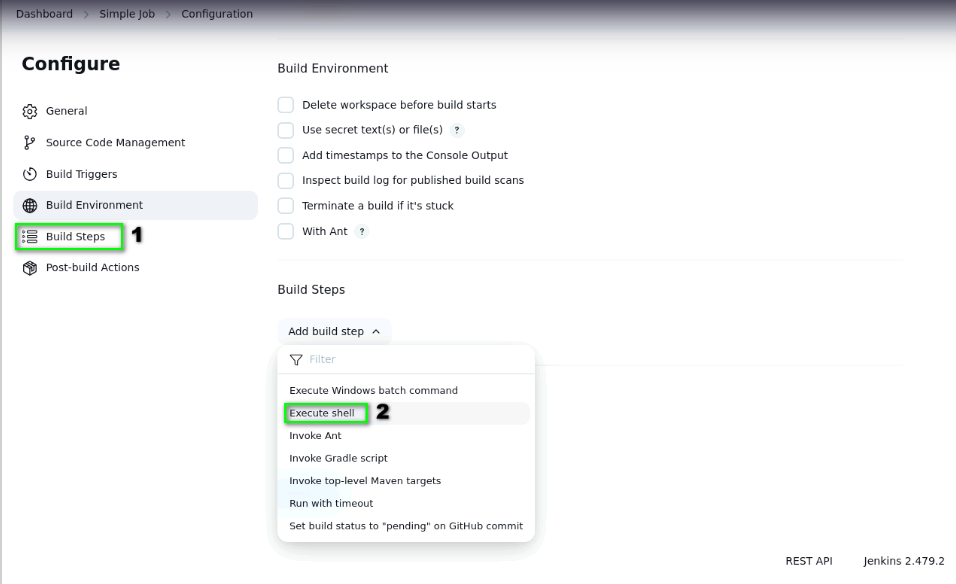 Dashboard > Simple Job > Configuration
Configure
General
Source Code Management
Build Triggers
Build Environment
Build Steps 1
Post-build Actions
Build Environment
Delete workspace before build starts
Use secret text(s) or file(s) ?
Add timestamps to the Console Output
Inspect build log for published build scans
Terminate a build if it's stuck
With Ant ?
Build Steps
Add build step
Filter
Execute Windows batch command
Execute shell 2
Invoke Ant
Invoke Gradle script
Invoke top-level Maven targets
Run with timeout
Set build status to "pending" on GitHub commit
REST API Jenkins 2.479.2